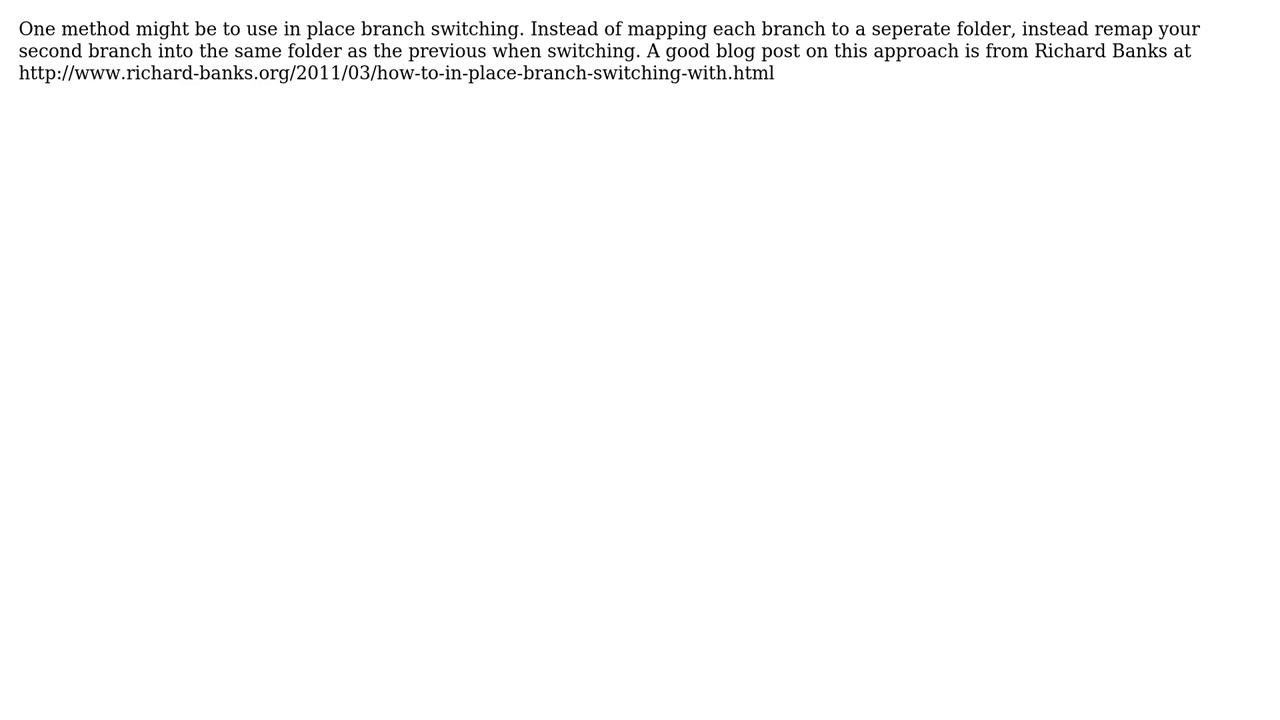 One method might be to use in place branch switching. Instead of mapping each branch to a seperate folder, instead remap your
second branch into the same folder as the previous when switching. A good blog post on this approach is from Richard Banks at
http://www.richard-banks.org/2011/03/how-to-in-place-branch-switching-with.html